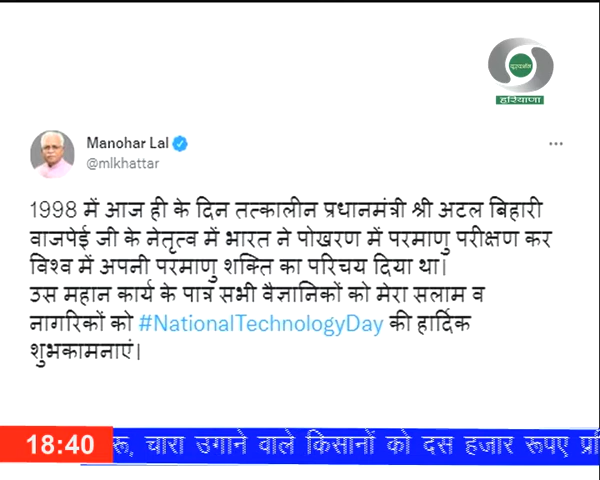 दूरदर्शन
हरियाणा
Manohar Lal
@mlkhattar
1998 में आज ही के दिन तत्कालीन प्रधानमंत्री श्री अटल बिहारी
वाजपेई जी के नेतृत्व में भारत ने पोखरण में परमाणु परीक्षण कर
विश्व में अपनी परमाणु शक्ति का परिचय दिया था।
उस महान कार्य के पात्र सभी वैज्ञानिकों को मेरा सलाम व
नागरिकों को #NationalTechnologyDay की हार्दिक
शुभकामनाएं।
18:40 रू, चारा उगाने वाले किसानों को दस हजार रूपए प्रति